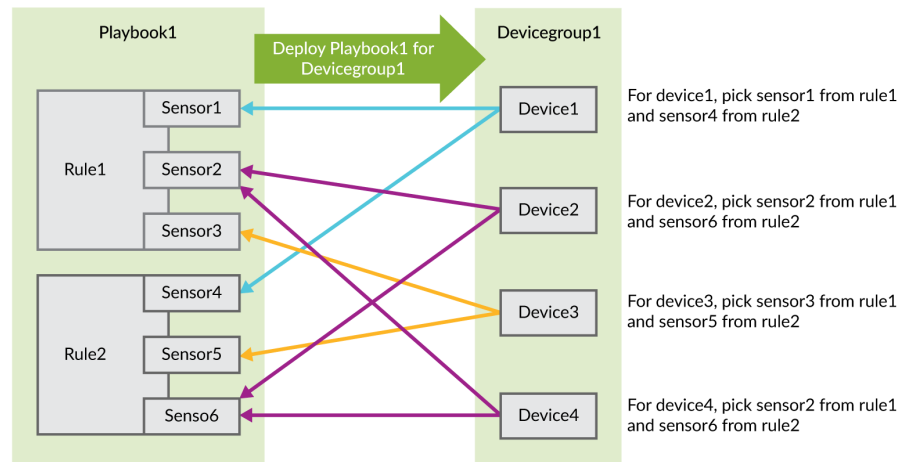 Playbook1
Deploy Playbook1 for
Devicegroup1
Devicegroup1
Rule1
Sensor1
Sensor2
Sensor3
Rule2
Sensor4
Sensor5
Senso6
Device1
For device1, pick sensor1 from rule1
and sensor4 from rule2
Device2
For device2, pick sensor2 from rule1
and sensor6 from rule2
Device3
For device3, pick sensor3 from rule1
and sensor5 from rule2
Device4
For device4, pick sensor2 from rule1
and sensor6 from rule2